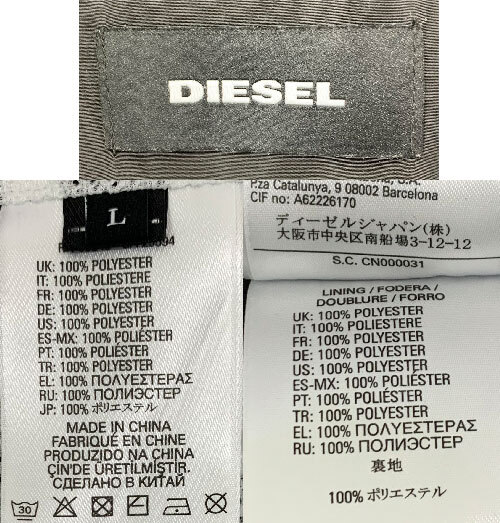 DIESEL
L
94
UK: 100% POLYESTER
IT: 100% POLIESTERE
FR: 100% POLYESTER
DE: 100% POLYESTER
US: 100% POLYESTER
ES-MX: 100% POLIÉSTER
PT: 100% POLIÉSTER
TR: 100% POLYESTER
EL: 100% ΠΟΛΥΕΣΤΕΡΑΣ
RU: 100% ПОЛИЭСТЕР
JP: 100% ポリエステル
MADE IN CHINA
FABRIQUÉ EN CHINE
PRODUZIDO NA CHINA
ÇİN'DE ÜRETİLMİŞTİR.
СДЕЛАНО В КИТАЙ
30
P.za Catalunya, 9 08002 Barcelona
CIF no: A62226170
ディーゼルジャパン(株)
大阪市中央区南船場3-12-12
S.C. CN000031
LINING / FODERA /
DOUBLURE / FORRO
UK: 100% POLYESTER
IT: 100% POLIESTERE
FR: 100% POLYESTER
DE: 100% POLYESTER
US: 100% POLYESTER
ES-MX: 100% POLIÉSTER
PT: 100% POLIÉSTER
TR: 100% POLYESTER
EL: 100% ΠΟΛΥΕΣΤΕΡΑΣ
RU: 100% ПОЛИЭСТЕР
裏地
100% ポリエステル